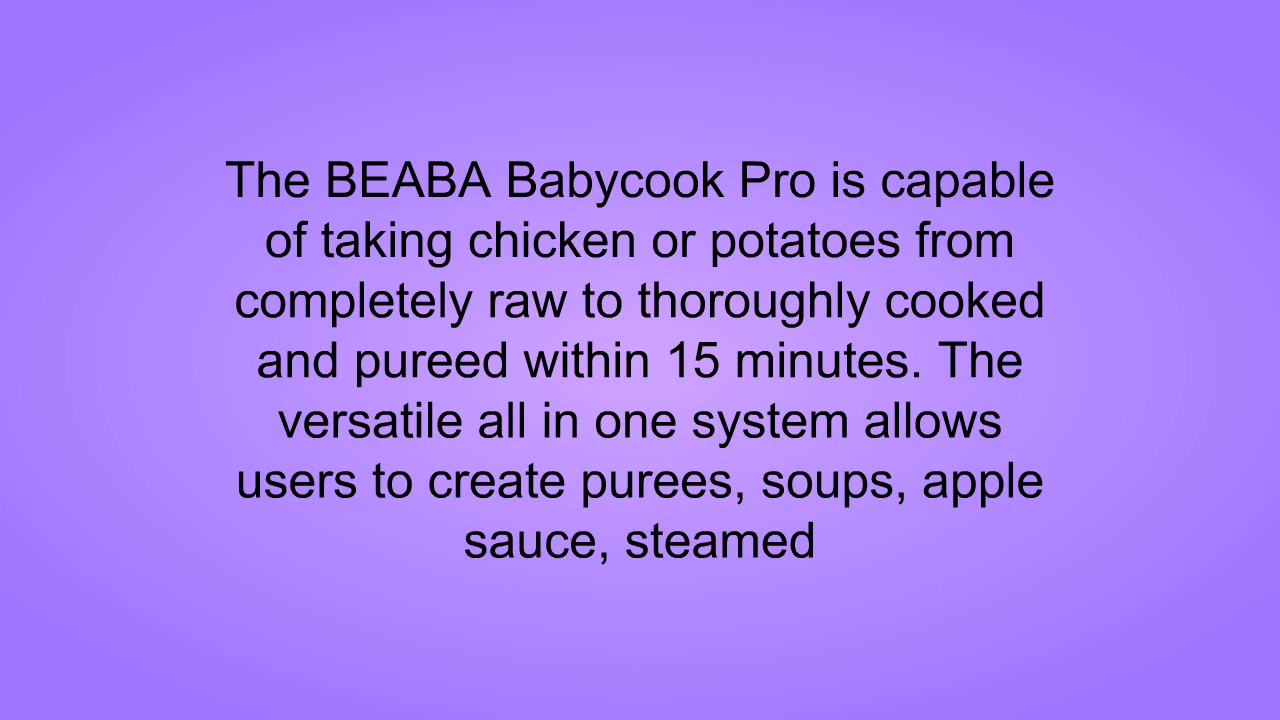 The BEABA Babycook Pro is capable
of taking chicken or potatoes from
completely raw to thoroughly cooked
and pureed within 15 minutes. The
versatile all in one system allows
users to create purees, soups, apple
sauce, steamed